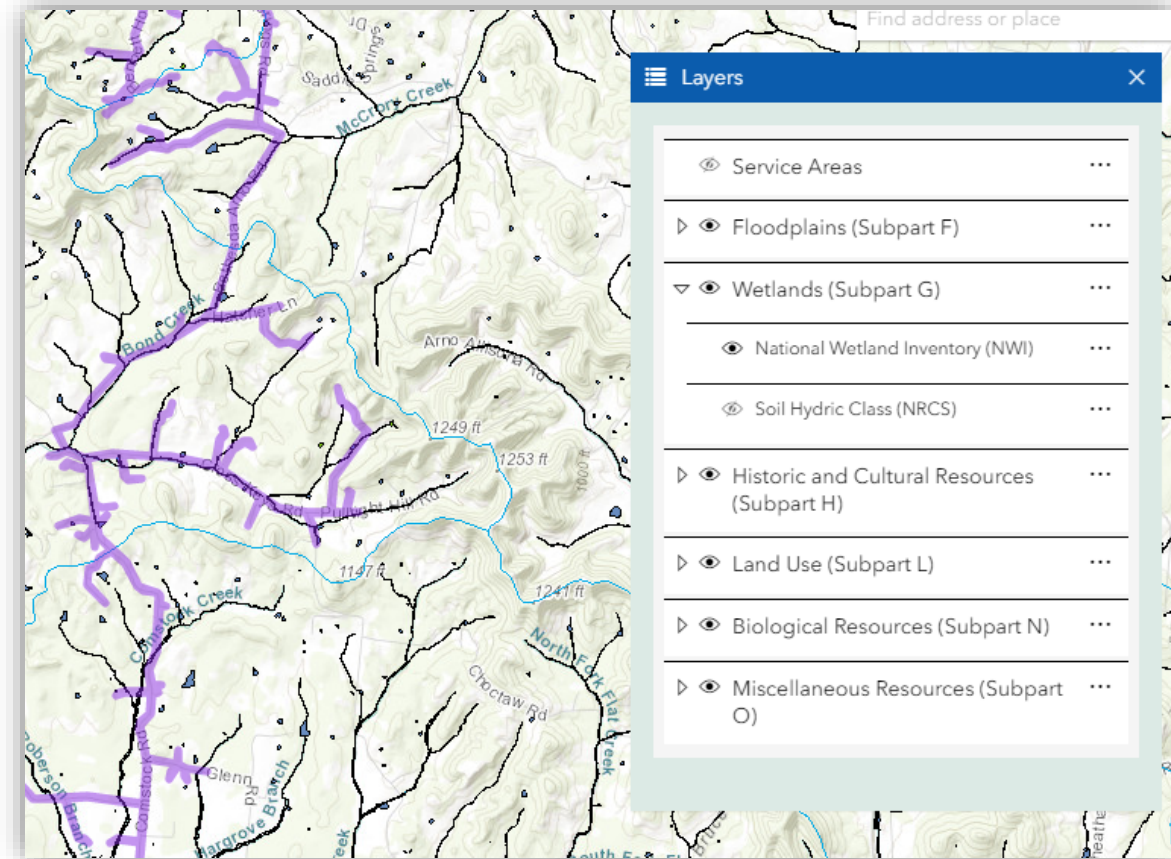 Find address or place
Layers
Service Areas
Floodplains (Subpart F)
Wetlands (Subpart G)
National Wetland Inventory (NWI)
Soil Hydric Class (NRCS)
Historic and Cultural Resources
(Subpart H)
Land Use (Subpart L)
Biological Resources (Subpart N)
Miscellaneous Resources (Subpart
O)
McCrory Creek
Bond Creek
Hatcher Ln
Arno Allisona Rd
1249 ft
1253 ft
1000 ft
Pulltight Hill Rd
1147 ft
1241 ft
Comstock Creek
North Fork Flat Creek
Choctaw Rd
Comstock Rd
Glenn
Rd
Hargrove Branch